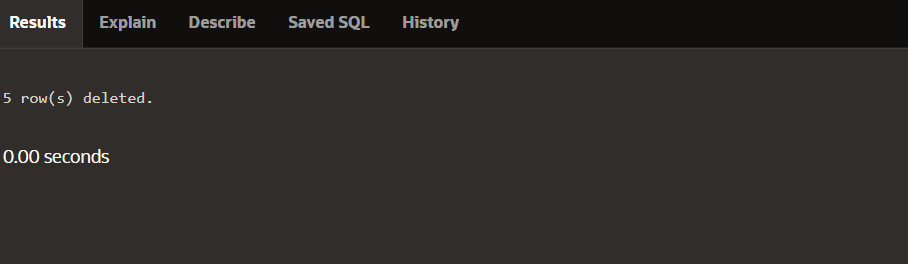 Results Explain Describe Saved SQL History
5 row(s) deleted.
0.00 seconds